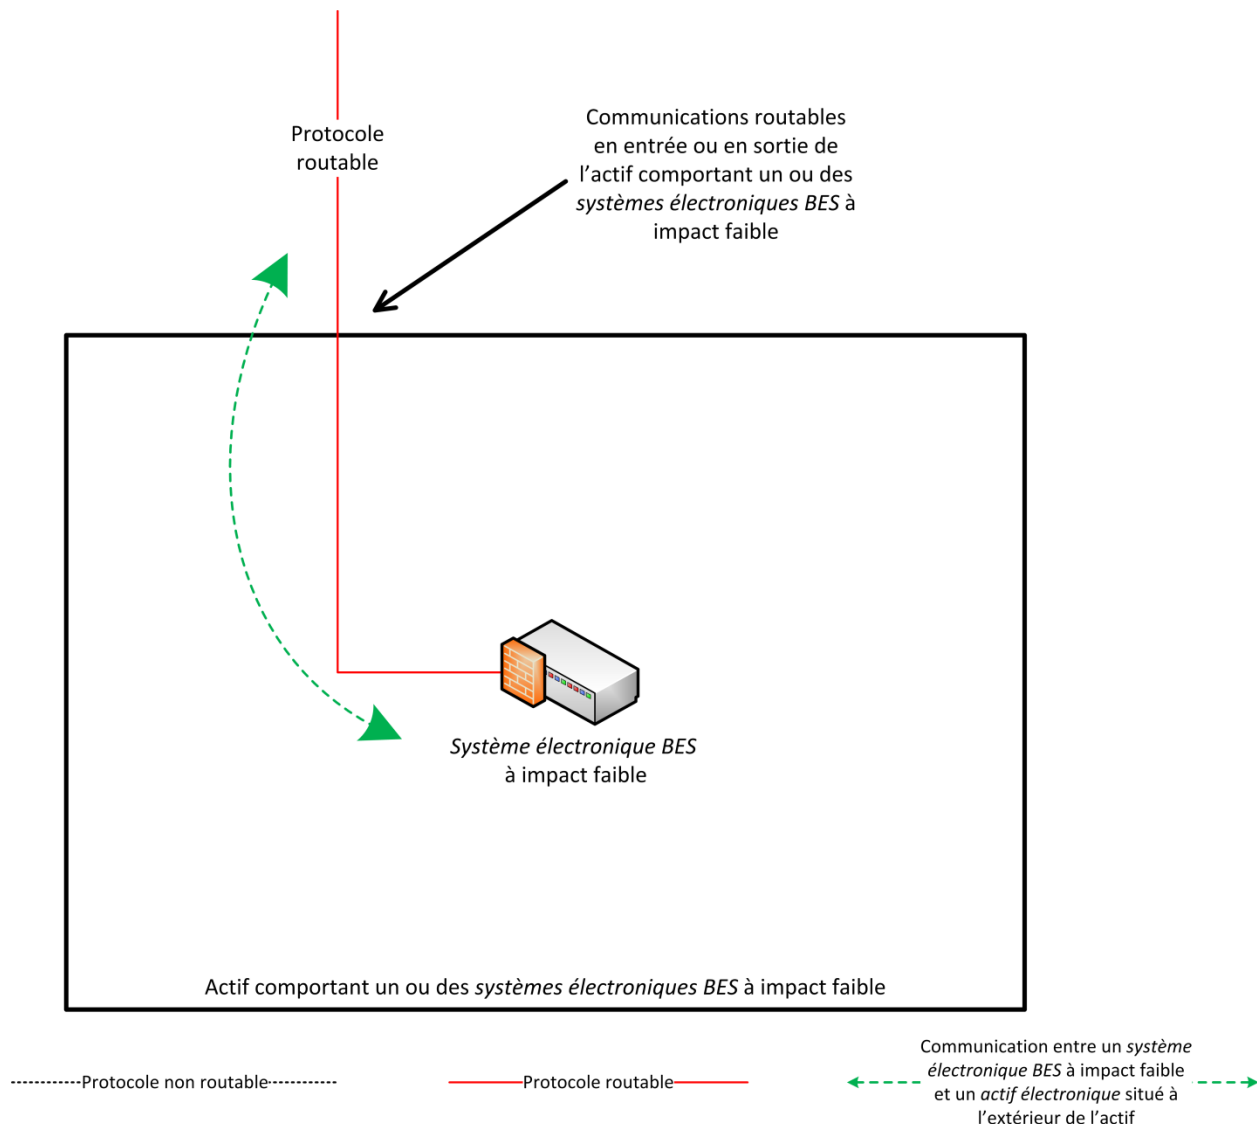 Protocole
routable
Communications routables
en entrée ou en sortie de
l’actif comportant un ou des
systèmes électroniques BES à
impact faible
Système électronique BES
à impact faible
Actif comportant un ou des systèmes électroniques BES à impact faible
Protocole non routable
Protocole routable
Communication entre un système
électronique BES à impact faible
et un actif électronique situé à
l’extérieur de l’actif